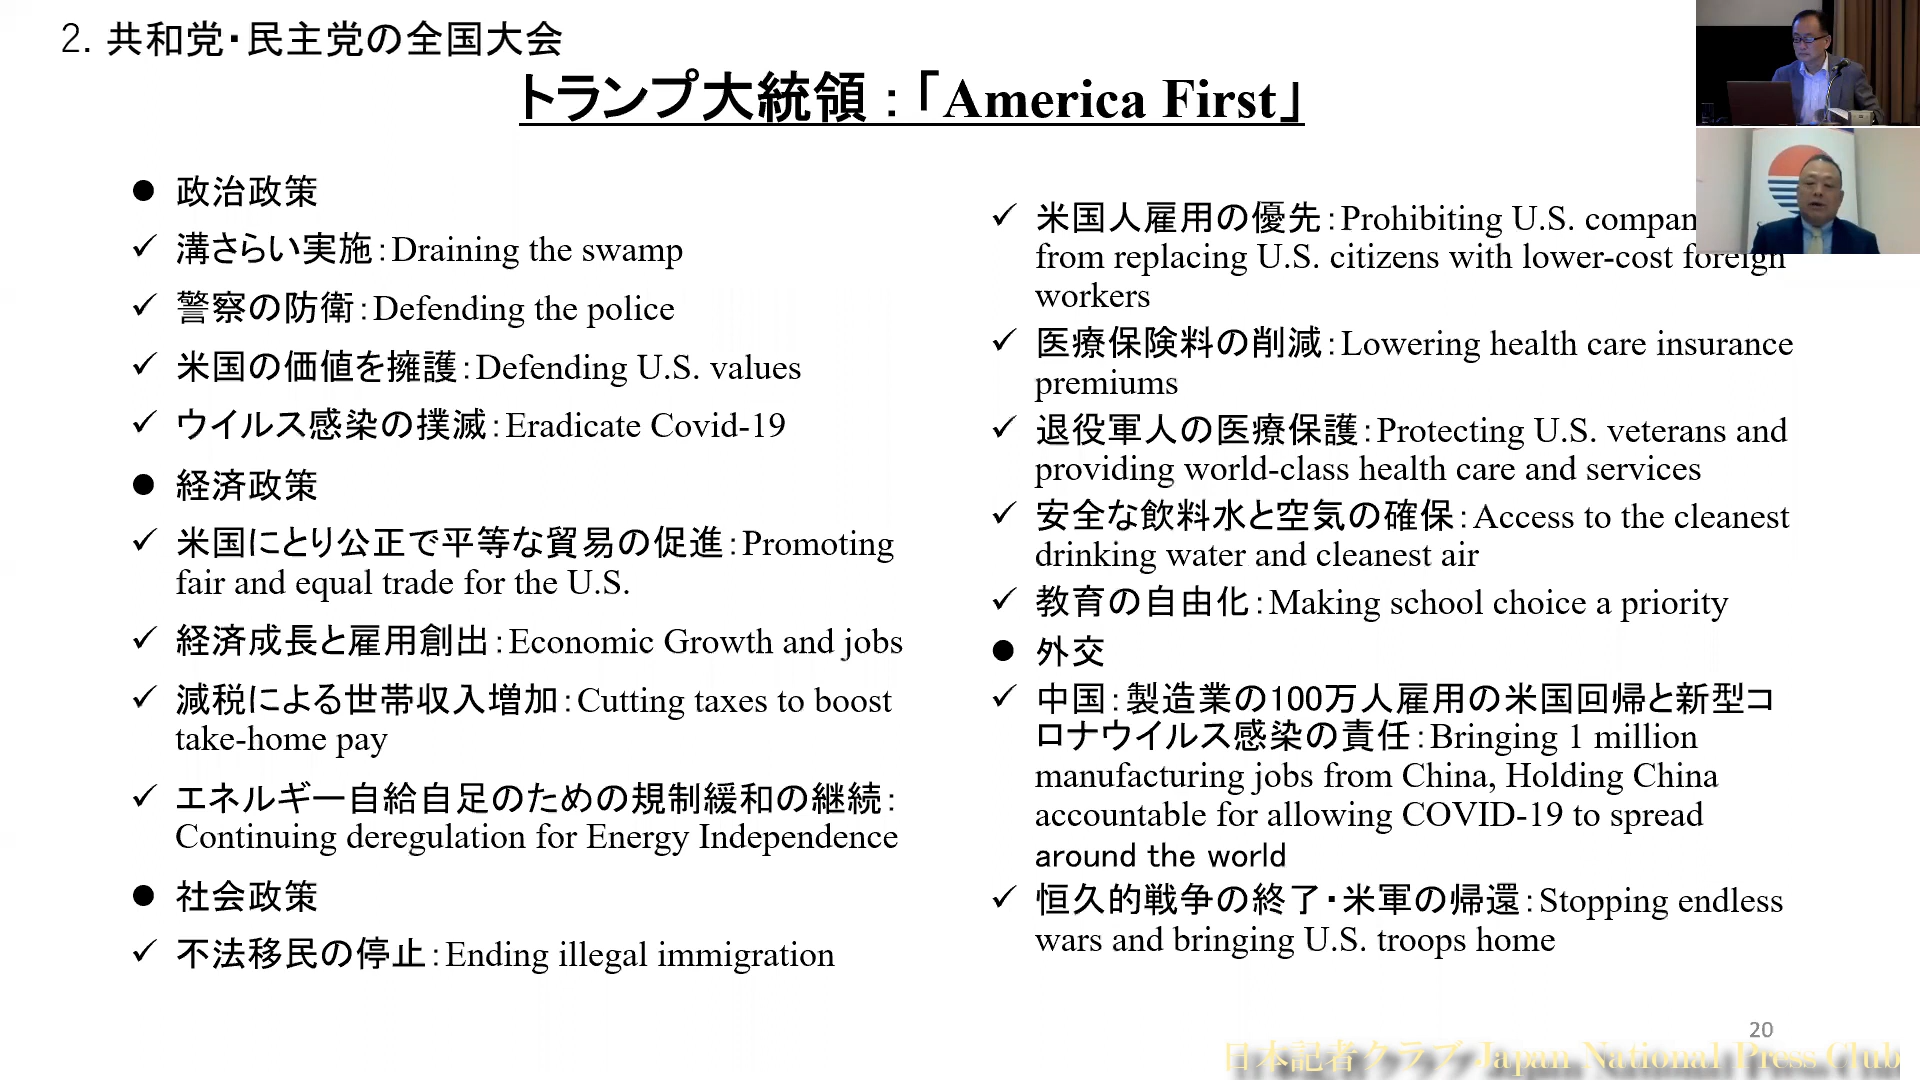 2. 共和党・民主党の全国大会
トランプ大統領：「America First」
● 政治政策
✓ 溝さらい実施：Draining the swamp
✓ 警察の防衛：Defending the police
✓ 米国の価値を擁護：Defending U.S. values
✓ ウイルス感染の撲滅：Eradicate Covid-19
● 経済政策
✓ 米国にとり公正で平等な貿易の促進：Promoting
fair and equal trade for the U.S.
✓ 経済成長と雇用創出：Economic Growth and jobs
✓ 減税による世帯収入増加：Cutting taxes to boost
take-home pay
✓ エネルギー自給自足のための規制緩和の継続：
Continuing deregulation for Energy Independence
● 社会政策
✓ 不法移民の停止：Ending illegal immigration
✓ 米国人雇用の優先：Prohibiting U.S.
from replacing U.S. citizens with lower-cost foreign
workers
✓ 医療保険料の削減：Lowering health care insurance
premiums
✓ 退役軍人の医療保護：Protecting U.S. veterans and
providing world-class health care and services
✓ 安全な飲料水と空気の確保：Access to the cleanest
drinking water and cleanest air
✓ 教育の自由化：Making school choice a priority
● 外交
✓ 中国：製造業の100万人雇用の米国回帰と新型コ
ロナウイルス感染の責任：Bringing 1 million
manufacturing jobs from China, Holding China
accountable for allowing COVID-19 to spread
around the world
✓ 恒久的戦争の終了・米軍の帰還：Stopping endless
wars and bringing U.S. troops home
20
日本記者クラブ Japan National Press Club